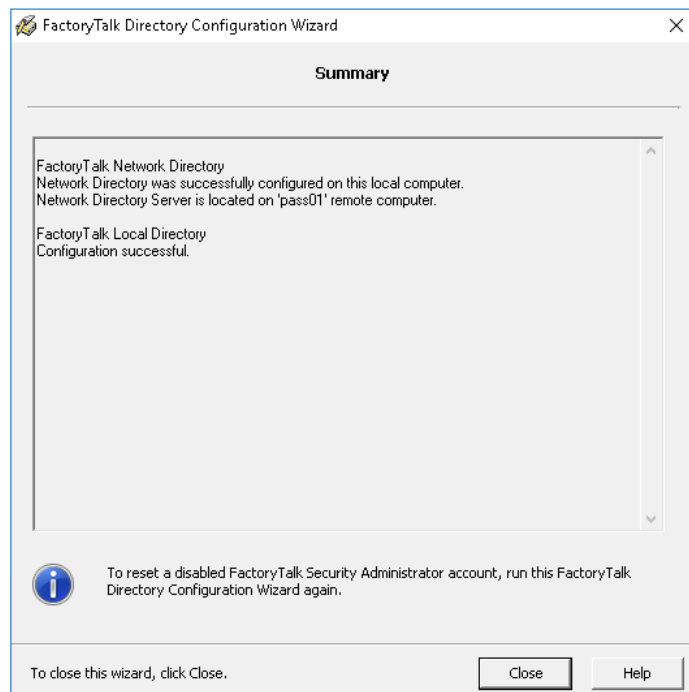 FactoryTalk Directory Configuration Wizard
Summary
FactoryTalk Network Directory
Network Directory was successfully configured on this local computer.
Network Directory Server is located on 'pass01' remote computer.
FactoryTalk Local Directory
Configuration successful.
To reset a disabled FactoryTalk Security Administrator account, run this FactoryTalk
Directory Configuration Wizard again.
To close this wizard, click Close.
Close
Help